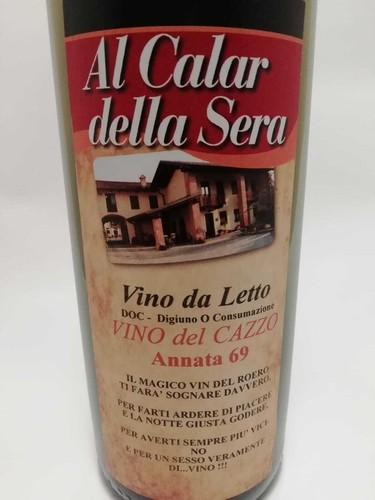 Al Calar
della Sera
Vino da Letto
DOC - Digiuno O Consumazione
VINO del CAZZO
Annata 69
IL MAGICO VIN DEL ROERO
TI FARA' SOGNARE DAVVERO.
PER FARTI ARDERE DI PIACERE
E LA NOTTE GIUSTA GODERE.
PER AVERTI SEMPRE PIU' VICI-
NO
E PER UN SESSO VERAMENTE
DI...VINO !!!